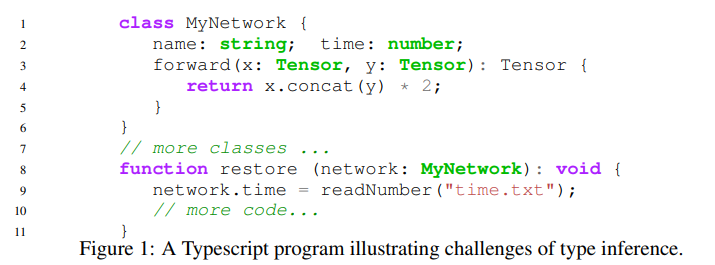 1 class MyNetwork {
2 name: string; time: number;
3 forward(x: Tensor, y: Tensor): Tensor {
4 return x.concat(y) * 2;
5 }
6 }
7 // more classes ...
8 function restore (network: MyNetwork): void {
9 network.time = readNumber("time.txt");
10 // more code...
11 }
Figure 1: A Typescript program illustrating challenges of type inference.